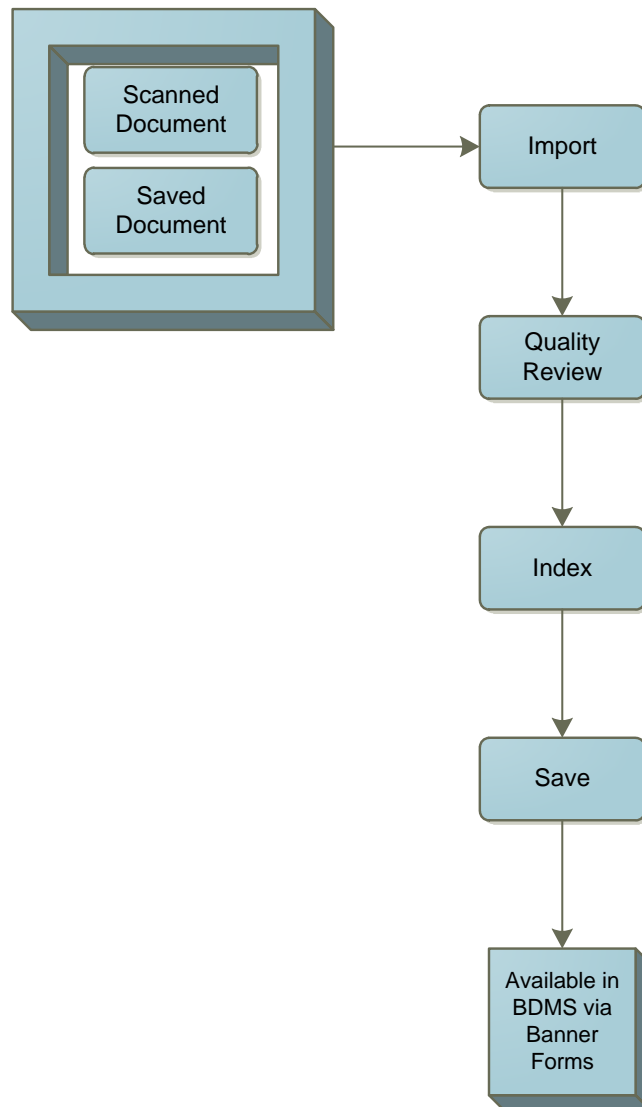 Scanned
Document
Saved
Document
Import
Quality
Review
Index
Save
Available in
BDMS via
Banner
Forms